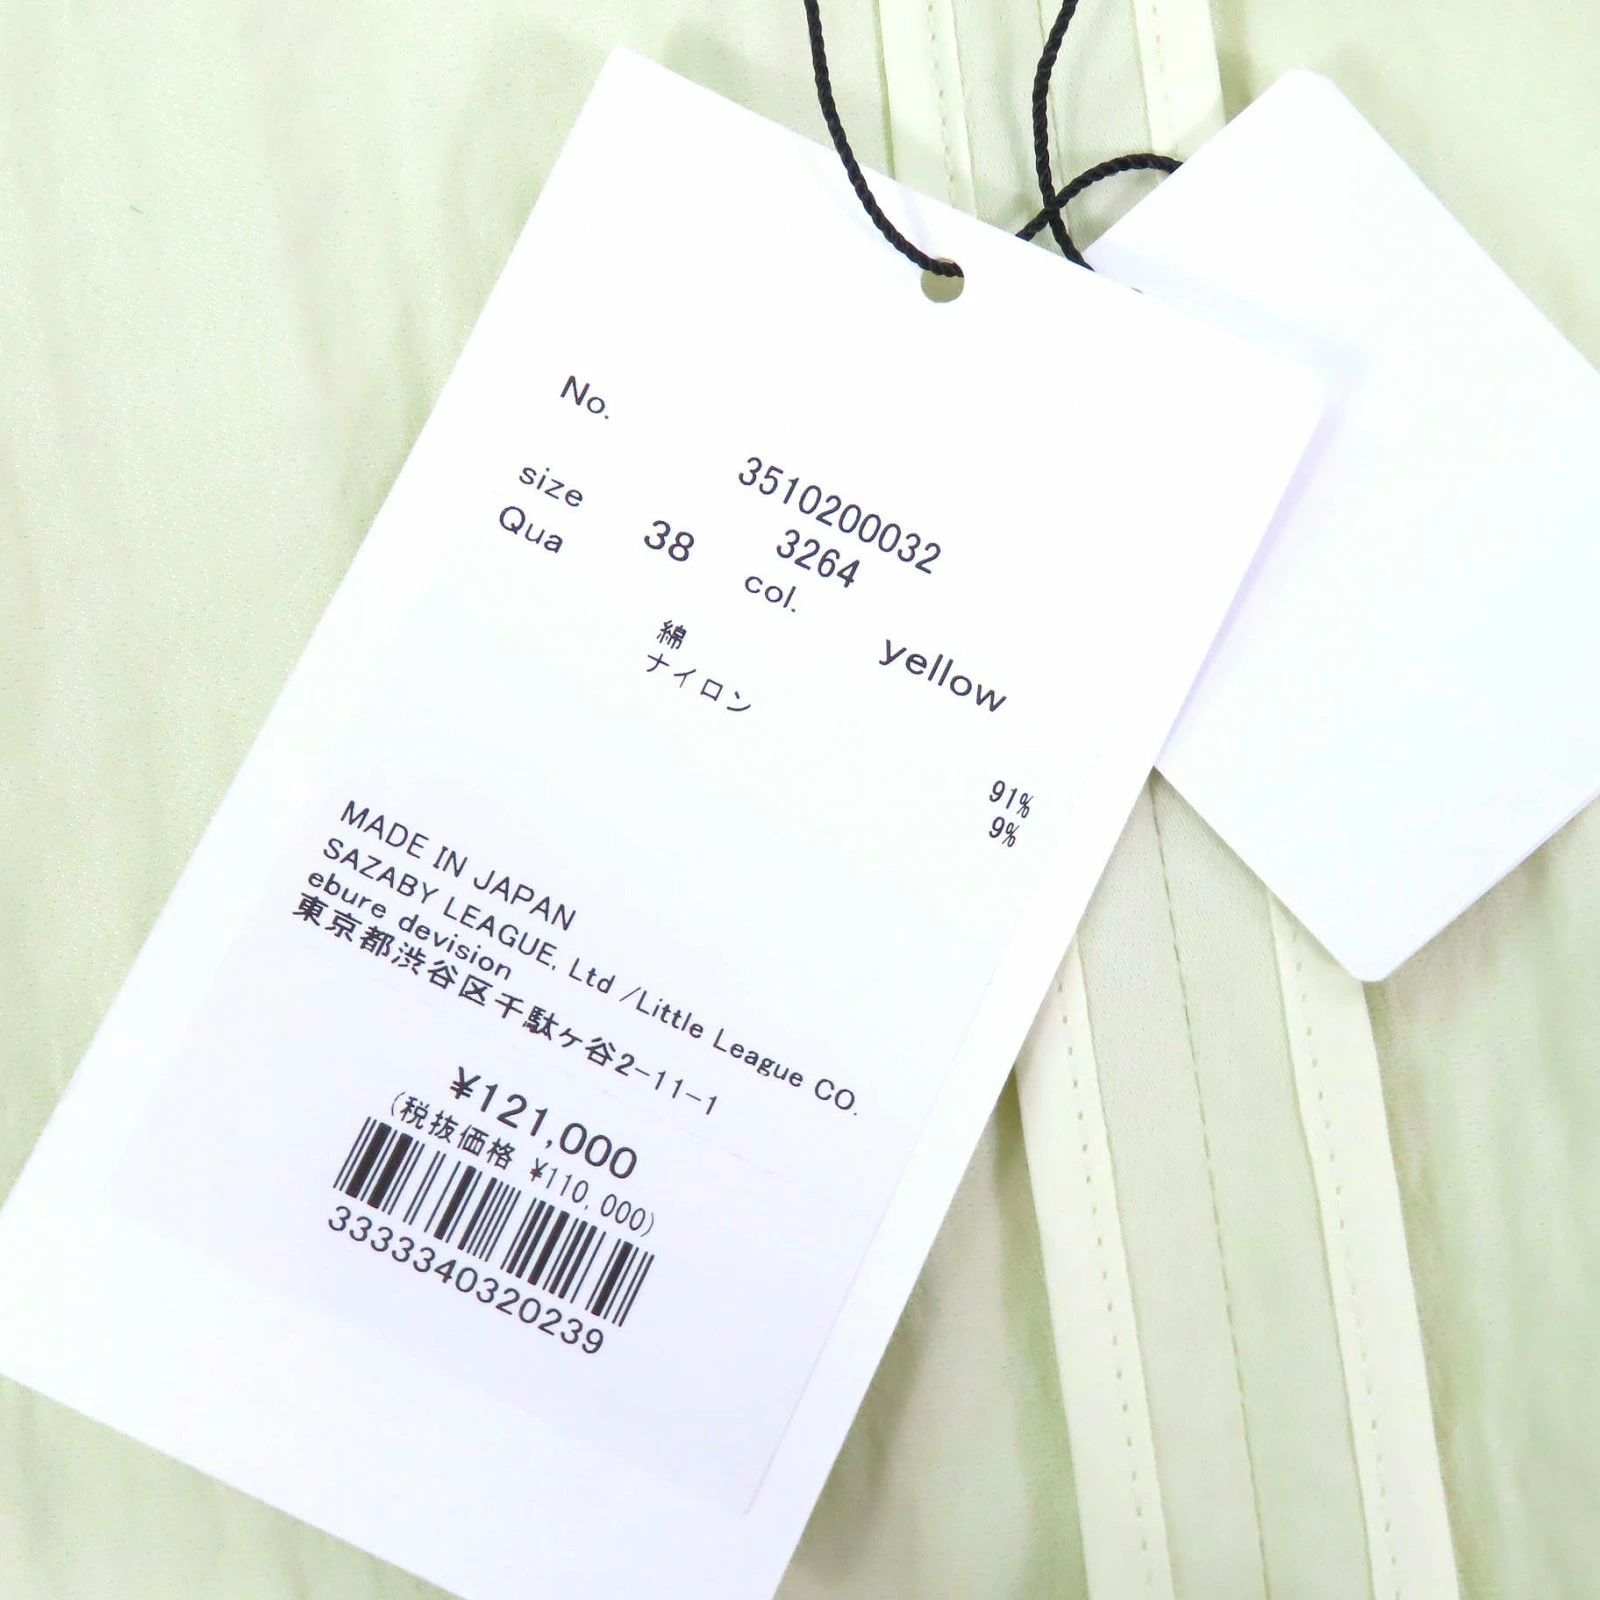 No.
3510200032
3264
size 38 col. yellow
Qua
綿 91%
ナイロン 9%
MADE IN JAPAN
SAZABY LEAGUE, Ltd /Little League CO.
ebure devision
東京都渋谷区千駄ヶ谷2-11-1
¥121,000
(税抜価格 ¥110,000)
3333340320239